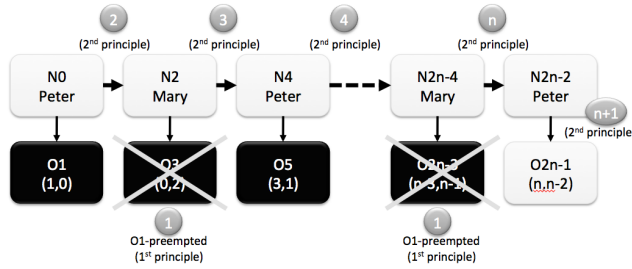 2
3
4
n
(2nd principle)
(2nd principle)
(2nd principle)
(2nd principle)
N0
Peter
N2
Mary
N4
Peter
N2n-4
Mary
N2n-2
Peter
n+1
(2nd principle
O1
(1,0)
O3
(0,2)
O5
(3,1)
O2n-3
(n-3,n-1)
O2n-1
(n,n-2)
1
1
O1-preempted
(1st principle)
O1-preempted
(1st principle)